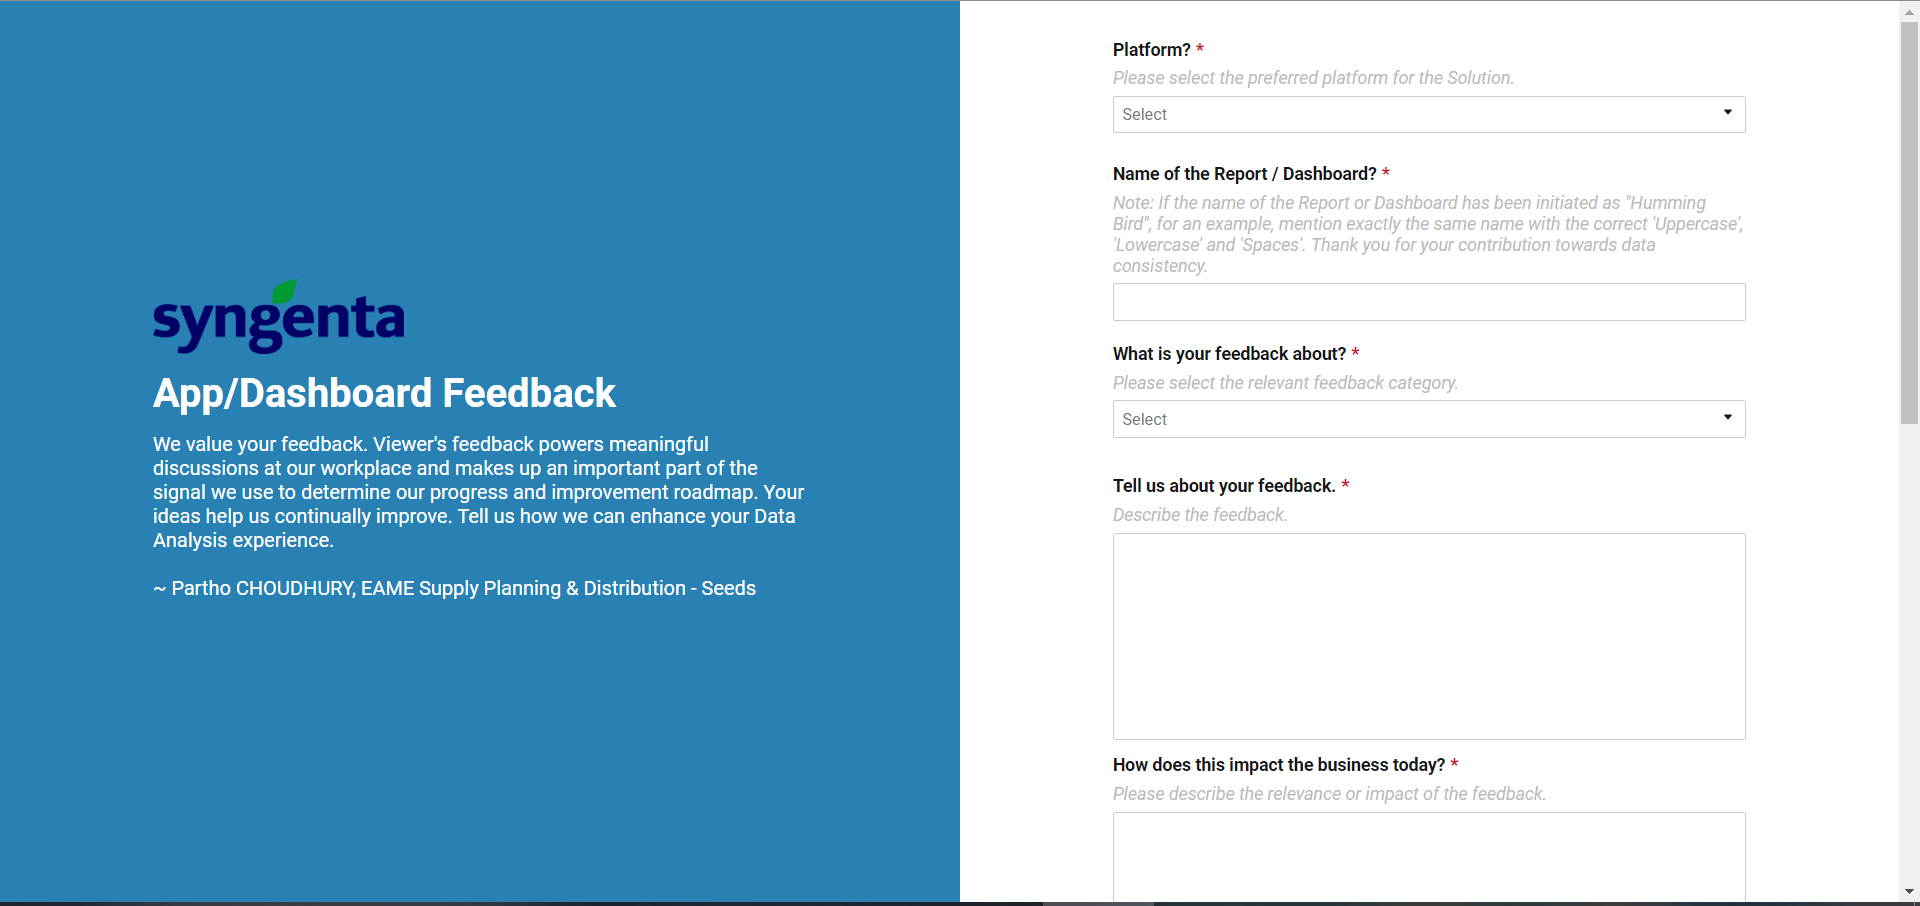 syngenta
App/Dashboard Feedback
We value your feedback. Viewer's feedback powers meaningful
discussions at our workplace and makes up an important part of the
signal we use to determine our progress and improvement roadmap. Your
ideas help us continually improve. Tell us how we can enhance your Data
Analysis experience.
~ Partho CHOUDHURY, EAME Supply Planning & Distribution - Seeds
Platform? *
Please select the preferred platform for the Solution.
Select
Name of the Report / Dashboard? *
Note: If the name of the Report or Dashboard has been initiated as "Humming
Bird", for an example, mention exactly the same name with the correct 'Uppercase',
'Lowercase' and 'Spaces'. Thank you for your contribution towards data
consistency.
What is your feedback about? *
Please select the relevant feedback category.
Select
Tell us about your feedback. *
Describe the feedback.
How does this impact the business today? *
Please describe the relevance or impact of the feedback.